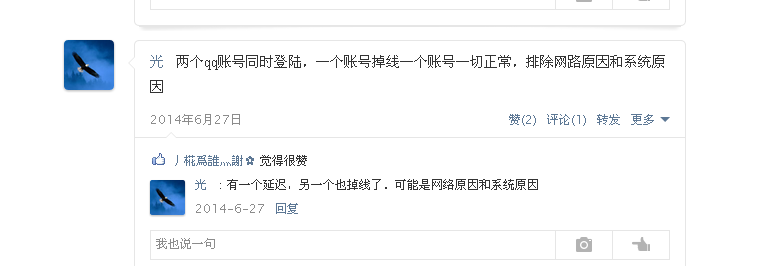 光 两个qq账号同时登陆，一个账号掉线一个账号一切正常，排除网路原因和系统原
因
2014年6月27日 赞(2) 评论(1) 转发 更多
丿椛爲誰灬謝✿ 觉得很赞
光 ：有一个延迟，另一个也掉线了．可能是网络原因和系统原因
2014-6-27 回复
我也说一句